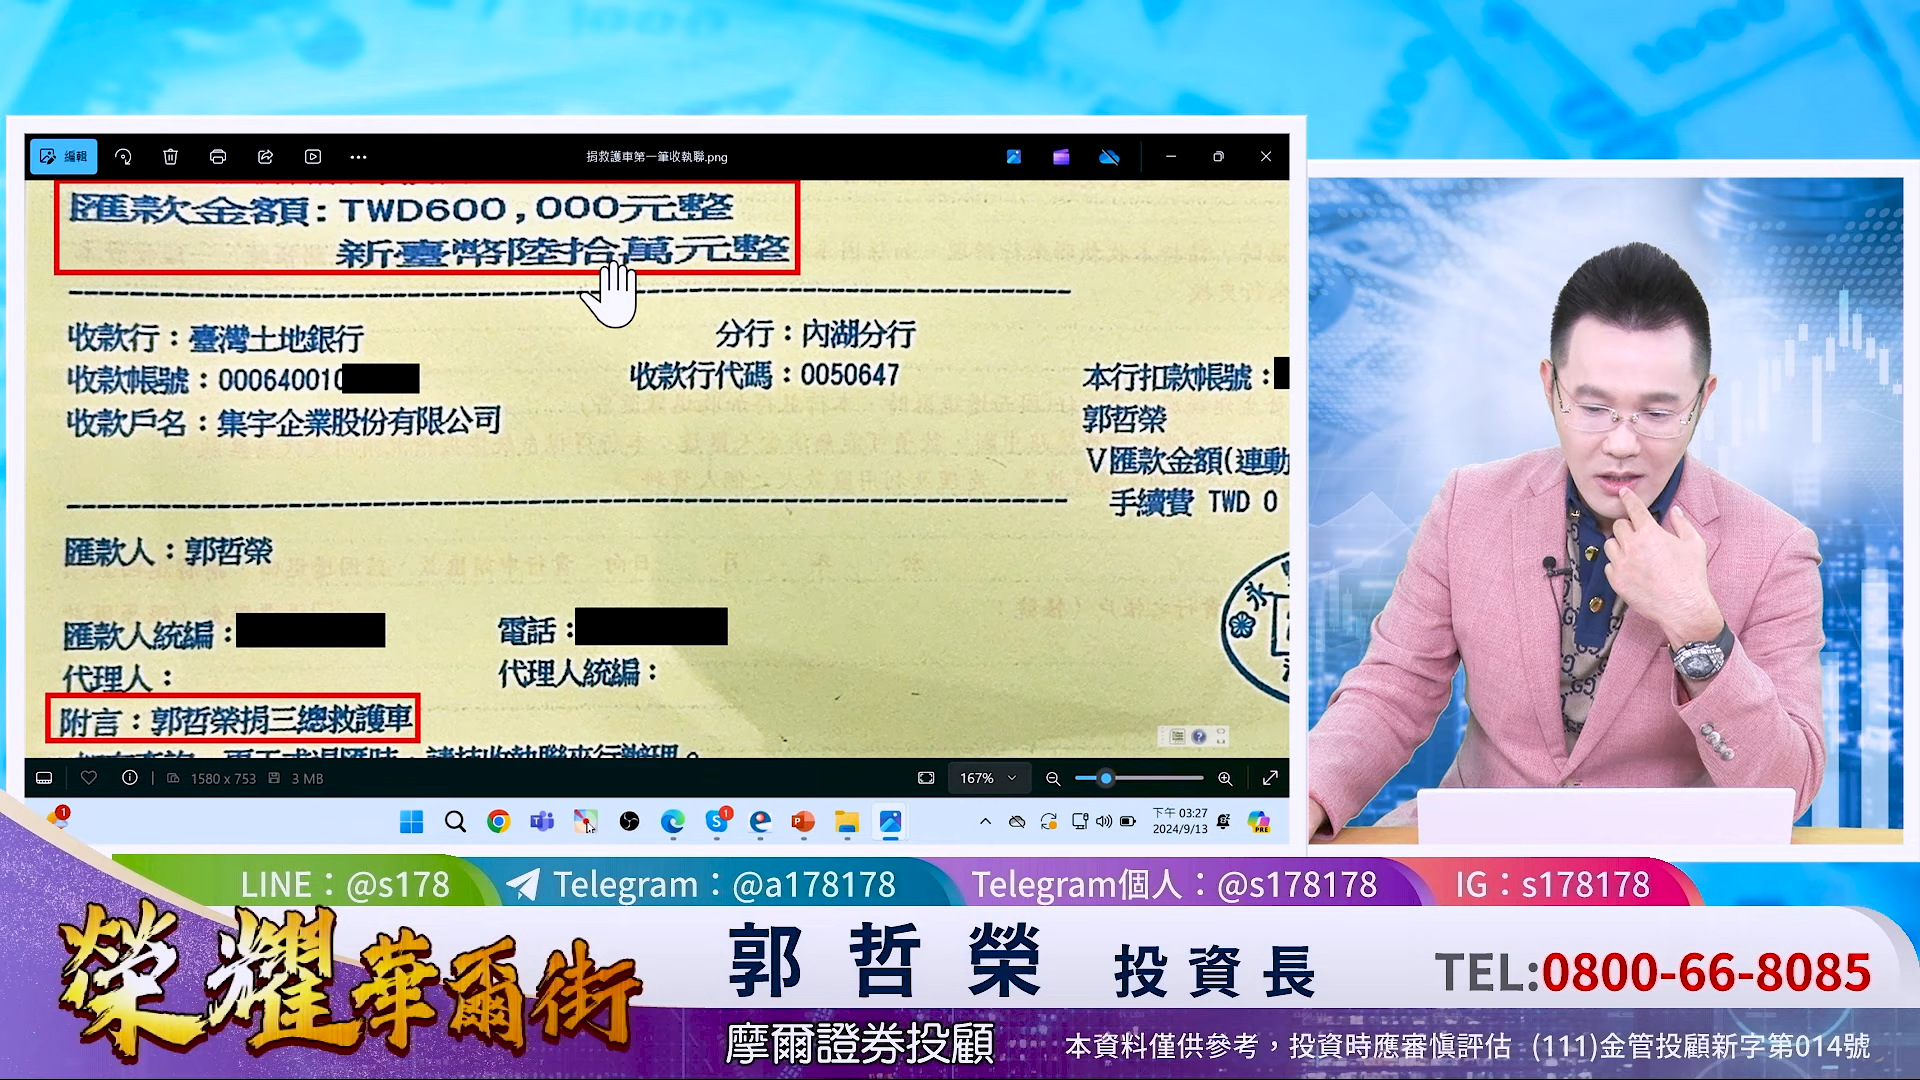 編輯
捐救護車第一筆收執聯.png
匯款金額:TWD600,000元整
新臺幣陸拾萬元整
收款行：臺灣土地銀行
分行：內湖分行
收款帳號：000640010
收款行代碼：0050647
本行扣款帳號：
收款戶名：集宇企業股份有限公司
郭哲榮
V匯款金額(連動
手續費 TWD 0
匯款人：郭哲榮
匯款人統編：
電話：
代理人：
代理人統編：
附言：郭哲榮捐三總救護車
1580 x 753
3 MB
167%
下午 03:27
2024/9/13
LINE：@s178
Telegram：@a178178
Telegram個人：@s178178
IG：s178178
榮耀華爾街
郭哲榮 投資長
TEL:0800-66-8085
摩爾證券投顧
本資料僅供參考，投資時應審慎評估 (111)金管投顧新字第014號